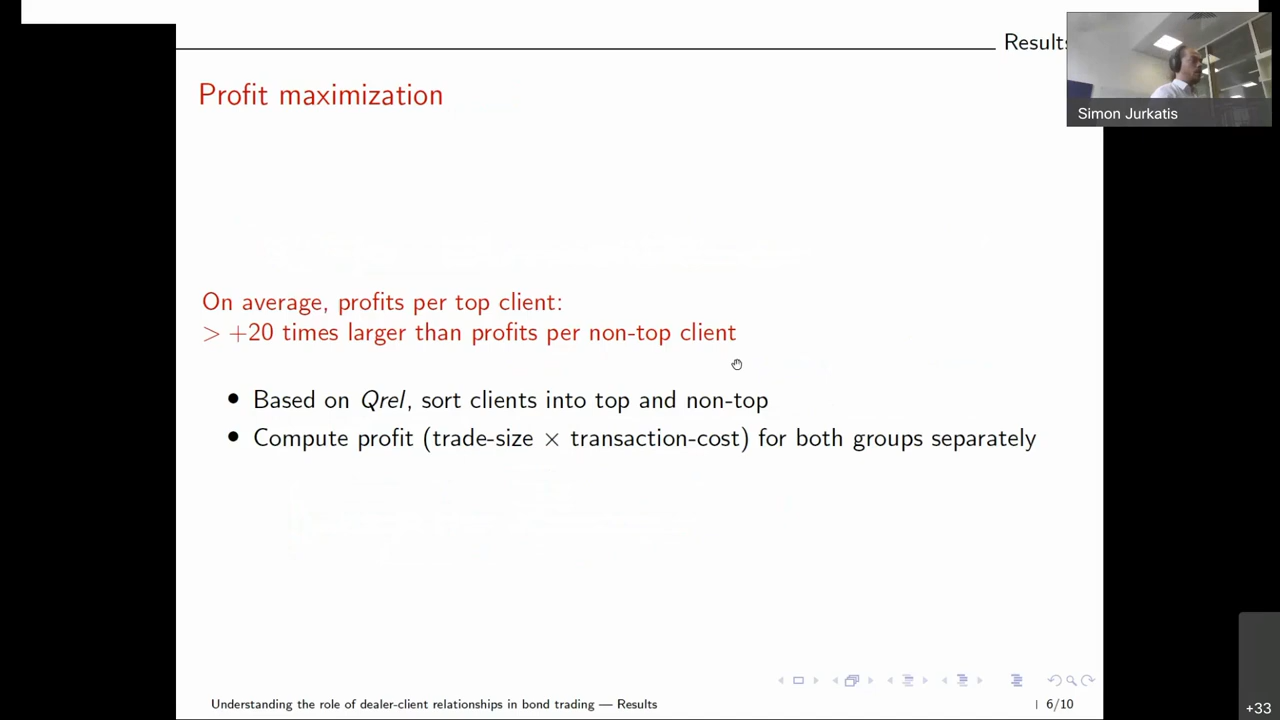 Results
Simon Jurkatis
Profit maximization
On average, profits per top client:
> +20 times larger than profits per non-top client
• Based on Qrel, sort clients into top and non-top
• Compute profit (trade-size × transaction-cost) for both groups separately
Understanding the role of dealer-client relationships in bond trading — Results
6/10
+33